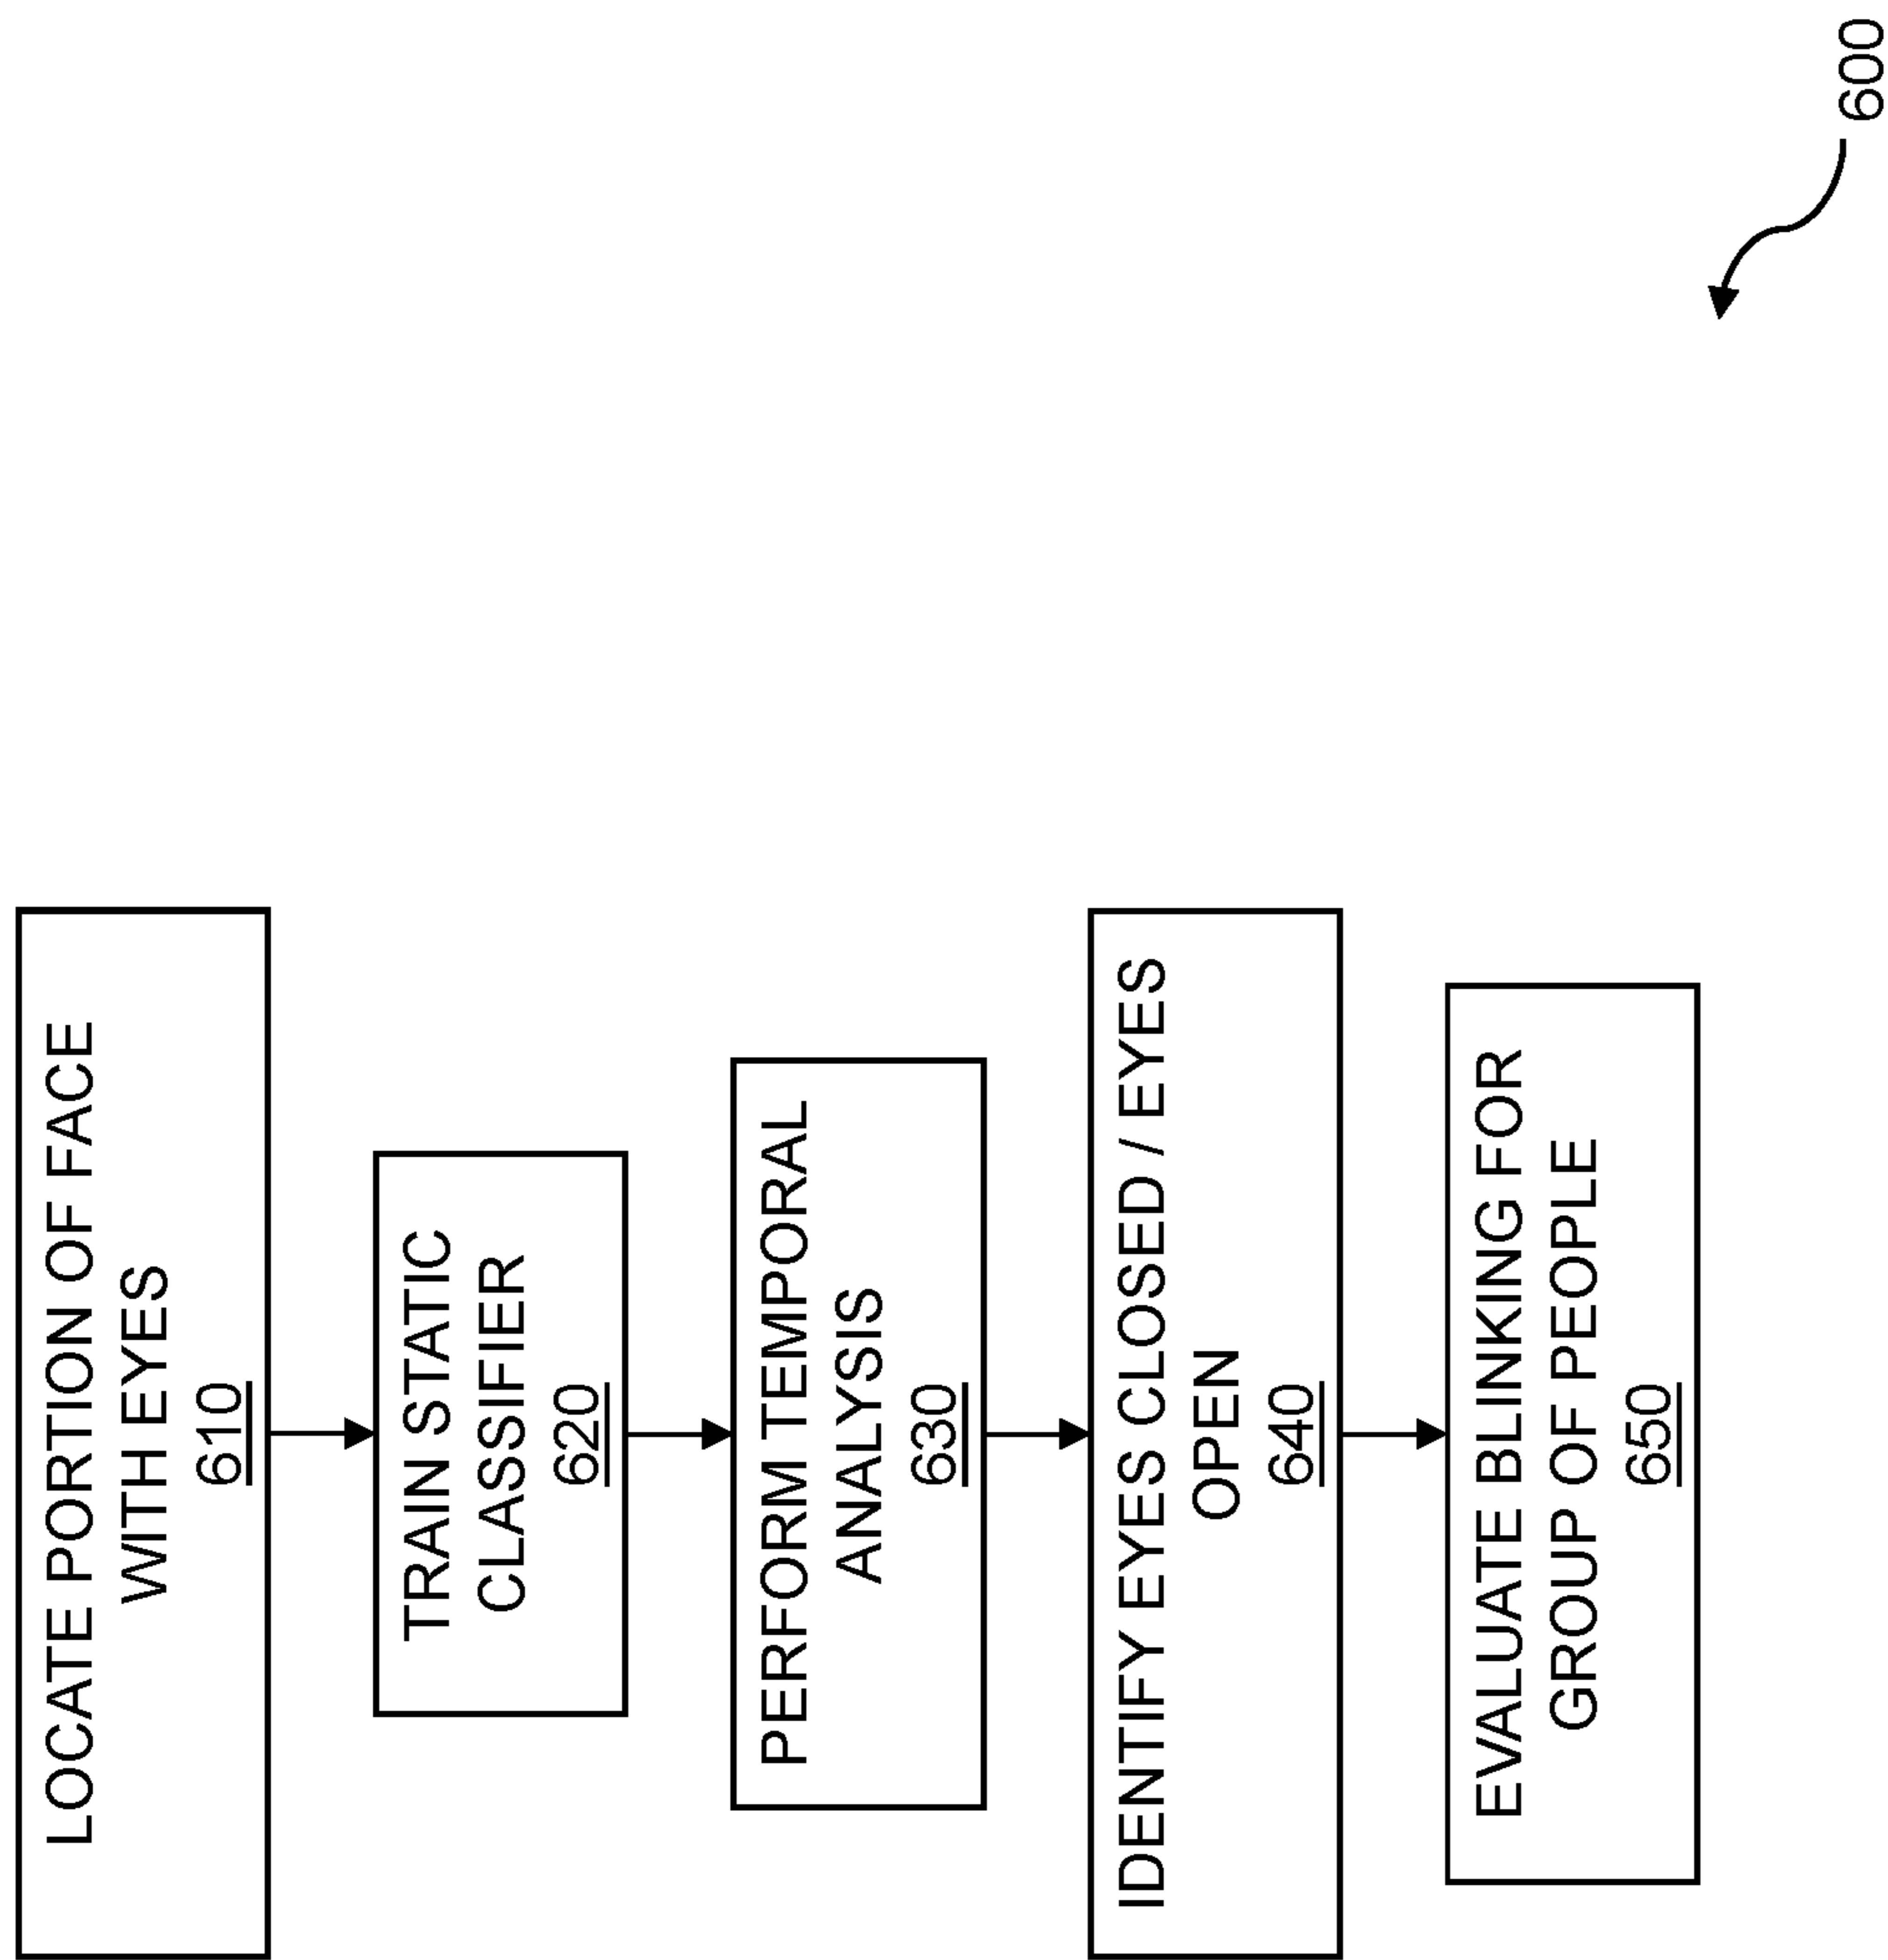 LOCATE PORTION OF FACE
WITH EYES
610
TRAIN STATIC
CLASSIFIER
620
PERFORM TEMPORAL
ANALYSIS
630
IDENTIFY EYES CLOSED / EYES
OPEN
640
EVALUATE BLINKING FOR
GROUP OF PEOPLE
650
600